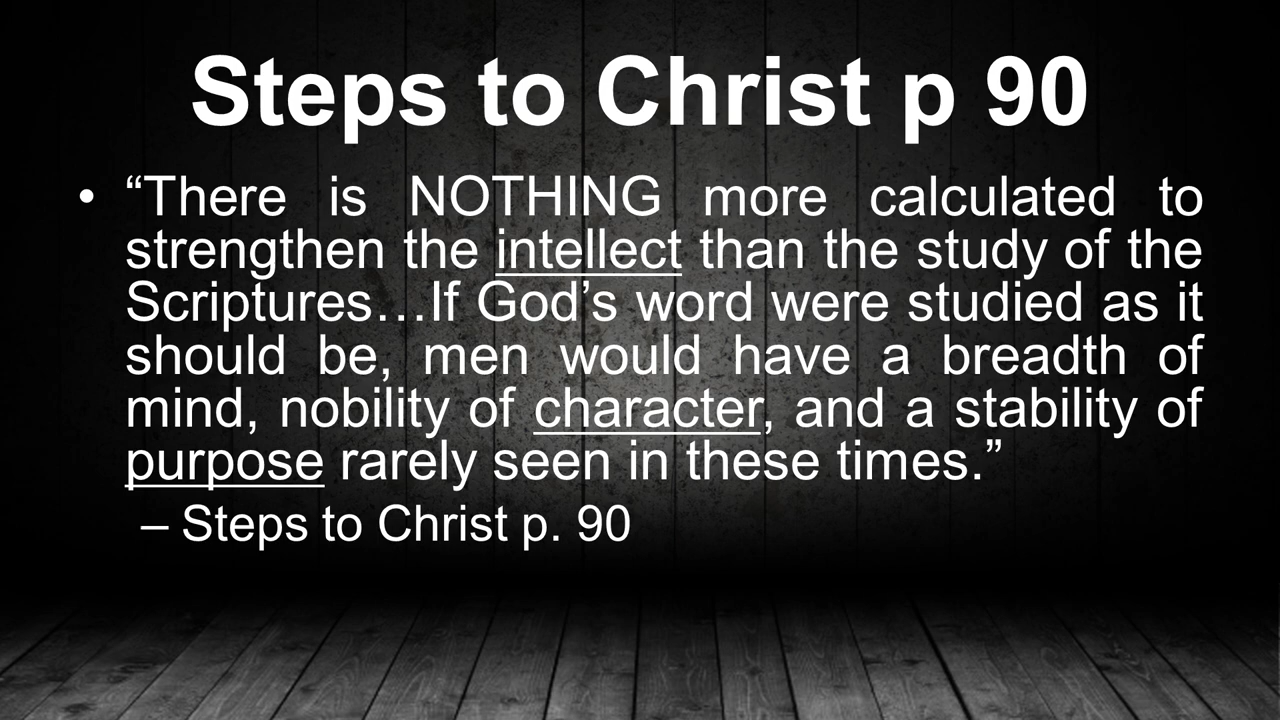 Steps to Christ p 90
• “There is NOTHING more calculated to
strengthen the intellect than the study of the
Scriptures…If God’s word were studied as it
should be, men would have a breadth of
mind, nobility of character, and a stability of
purpose rarely seen in these times.”
– Steps to Christ p. 90